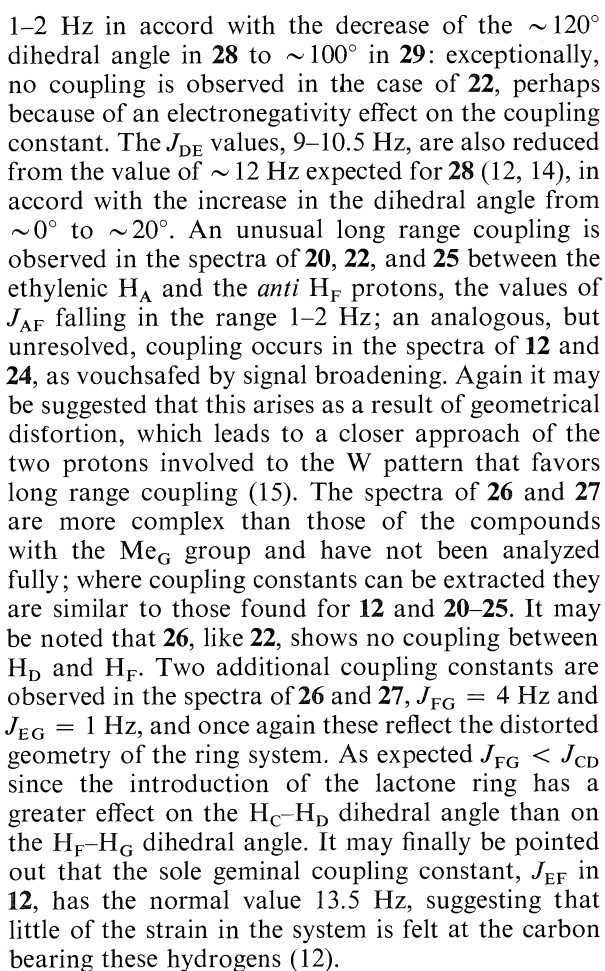 1–2 Hz in accord with the decrease of the ~120°
dihedral angle in 28 to ~100° in 29: exceptionally,
no coupling is observed in the case of 22, perhaps
because of an electronegativity effect on the coupling
constant. The J_DE values, 9–10.5 Hz, are also reduced
from the value of ~12 Hz expected for 28 (12, 14), in
accord with the increase in the dihedral angle from
~0° to ~20°. An unusual long range coupling is
observed in the spectra of 20, 22, and 25 between the
ethylenic H_A and the anti H_F protons, the values of
J_AF falling in the range 1–2 Hz; an analogous, but
unresolved, coupling occurs in the spectra of 12 and
24, as vouchsafed by signal broadening. Again it may
be suggested that this arises as a result of geometrical
distortion, which leads to a closer approach of the
two protons involved to the W pattern that favors
long range coupling (15). The spectra of 26 and 27
are more complex than those of the compounds
with the Me_G group and have not been analyzed
fully; where coupling constants can be extracted they
are similar to those found for 12 and 20–25. It may
be noted that 26, like 22, shows no coupling between
H_D and H_F. Two additional coupling constants are
observed in the spectra of 26 and 27, J_FG = 4 Hz and
J_EG = 1 Hz, and once again these reflect the distorted
geometry of the ring system. As expected J_FG < J_CD
since the introduction of the lactone ring has a
greater effect on the H_C–H_D dihedral angle than on
the H_F–H_G dihedral angle. It may finally be pointed
out that the sole geminal coupling constant, J_EF in
12, has the normal value 13.5 Hz, suggesting that
little of the strain in the system is felt at the carbon
bearing these hydrogens (12).